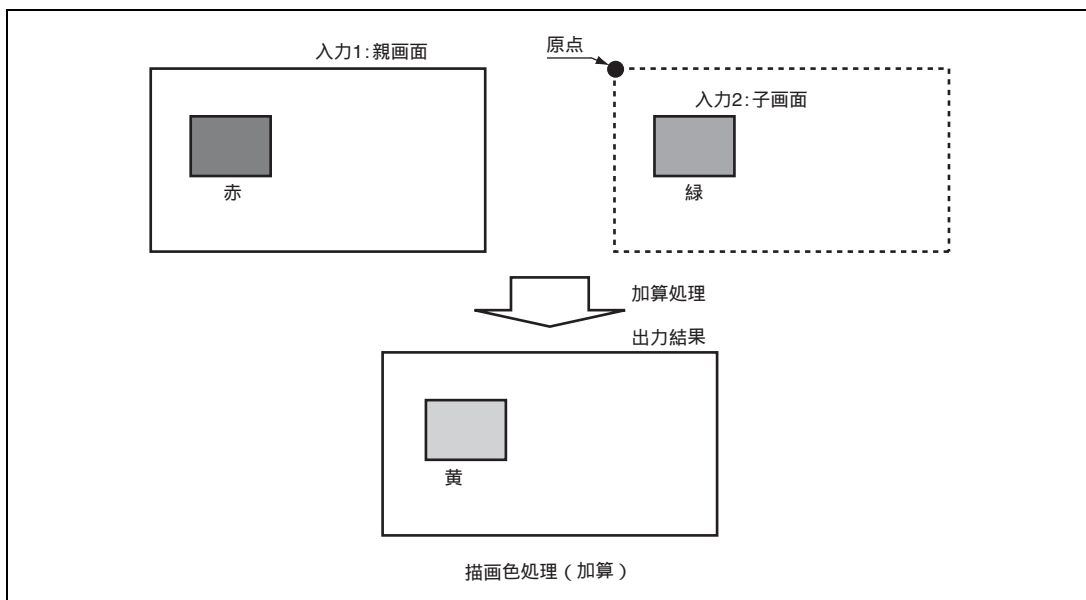 入力1:親画面
原点
入力2:子画面
赤
緑
加算処理
出力結果
黄
描画色処理(加算)